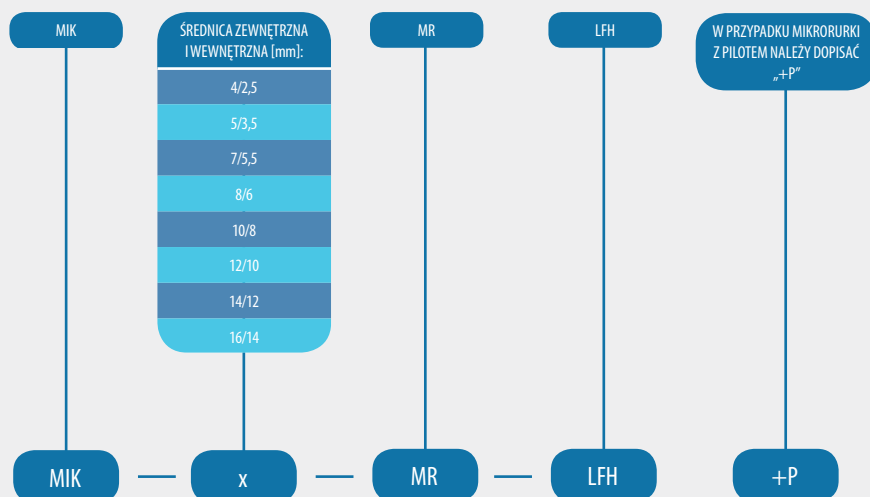 MIK
ŚREDNICA ZEWNĘTRZNA
I WEWNĘTRZNA [mm]:
4/2,5
5/3,5
7/5,5
8/6
10/8
12/10
14/12
16/14
MR
LFH
W PRZYPADKU MIKRORURKI
Z PILOTEM NALEŻY DOPISAĆ
„+P”
MIK — x — MR — LFH +P